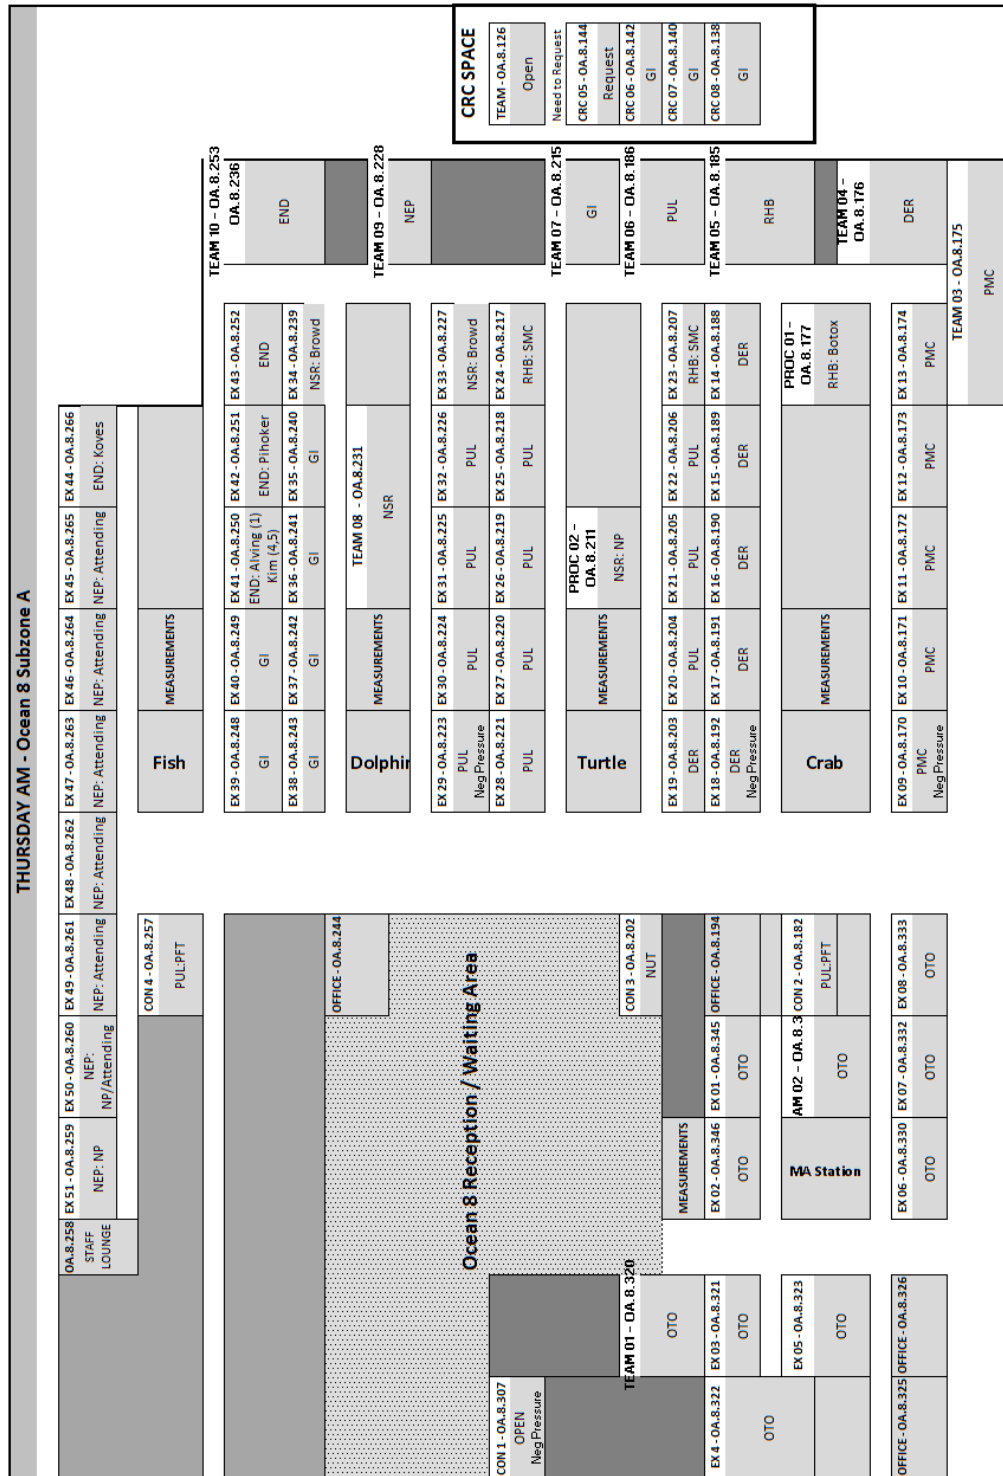 THURSDAY AM - Ocean 8 Subzone A
OA.8.258
STAFF
LOUNGE
EX 51 - OA.8.259
NEP: NP
EX 50 - OA.8.260
NEP:
NP/Attending
EX 49 - OA.8.261
NEP: Attending
EX 48 - OA.8.262
NEP: Attending
EX 47 - OA.8.263
NEP: Attending
EX 46 - OA.8.264
NEP: Attending
EX 45 - OA.8.265
NEP: Attending
EX 44 - OA.8.266
END: Koves
CON 4 - OA.8.257
PUL:PFT
Fish
MEASUREMENTS
TEAM 10 - OA.8.253
OA.8.236
END
EX 39 - OA.8.248
GI
EX 40 - OA.8.249
GI
EX 41 - OA.8.250
END: Alving (1)
Kim (4,5)
EX 42 - OA.8.251
END: Pihoker
EX 43 - OA.8.252
END
EX 38 - OA.8.243
GI
EX 37 - OA.8.242
GI
EX 36 - OA.8.241
GI
EX 35 - OA.8.240
GI
EX 34 - OA.8.239
NSR: Browd
OFFICE - OA.8.244
Dolphin
MEASUREMENTS
TEAM 08 - OA.8.231
NSR
TEAM 09 - OA.8.228
NEP
Ocean 8 Reception / Waiting Area
EX 29 - OA.8.223
PUL
Neg Pressure
EX 30 - OA.8.224
PUL
EX 31 - OA.8.225
PUL
EX 32 - OA.8.226
PUL
EX 33 - OA.8.227
NSR: Browd
EX 28 - OA.8.221
PUL
EX 27 - OA.8.220
PUL
EX 26 - OA.8.219
PUL
EX 25 - OA.8.218
PUL
EX 24 - OA.8.217
RHB: SMC
CRC SPACE
TEAM - OA.8.126
Open
Need to Request
CRC 05 - OA.8.144
Request
CRC 06 - OA.8.142
GI
CRC 07 - OA.8.140
GI
CRC 08 - OA.8.138
GI
CON 1 - OA.8.307
OPEN
Neg Pressure
Turtle
MEASUREMENTS
PROC 02 –
OA.8.211
NSR: NP
TEAM 07 - OA.8.215
GI
TEAM 01 - OA.8.320
OTO
CON 3 - OA.8.202
NUT
TEAM 06 - OA.8.186
PUL
MEASUREMENTS
EX 19 - OA.8.203
DER
EX 20 - OA.8.204
PUL
EX 21 - OA.8.205
PUL
EX 22 - OA.8.206
PUL
EX 23 - OA.8.207
RHB: SMC
EX 4 - OA.8.322
OTO
EX 03 - OA.8.321
OTO
EX 02 - OA.8.346
OTO
EX 01 - OA.8.345
OTO
OFFICE - OA.8.194
EX 18 - OA.8.192
DER
Neg Pressure
EX 17 - OA.8.191
DER
EX 16 - OA.8.190
DER
EX 15 - OA.8.189
DER
EX 14 - OA.8.188
DER
TEAM 05 - OA.8.185
RHB
EX 05 - OA.8.323
OTO
MA Station
AM 02 – OA.8.3
OTO
CON 2 - OA.8.182
PUL:PFT
Crab
MEASUREMENTS
PROC 01 –
OA.8.177
RHB: Botox
TEAM 04 –
OA.8.176
DER
OFFICE - OA.8.325
OFFICE - OA.8.326
EX 06 - OA.8.330
OTO
EX 07 - OA.8.332
OTO
EX 08 - OA.8.333
OTO
EX 09 - OA.8.170
PMC
Neg Pressure
EX 10 - OA.8.171
PMC
EX 11 - OA.8.172
PMC
EX 12 - OA.8.173
PMC
EX 13 - OA.8.174
PMC
TEAM 03 - OA.8.175
PMC